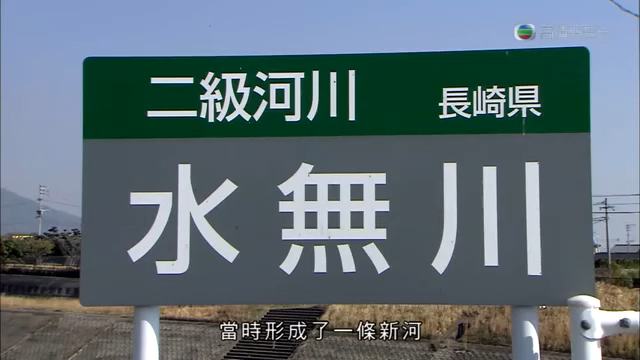 二級河川 長崎県
水無川
當時形成了一條新河